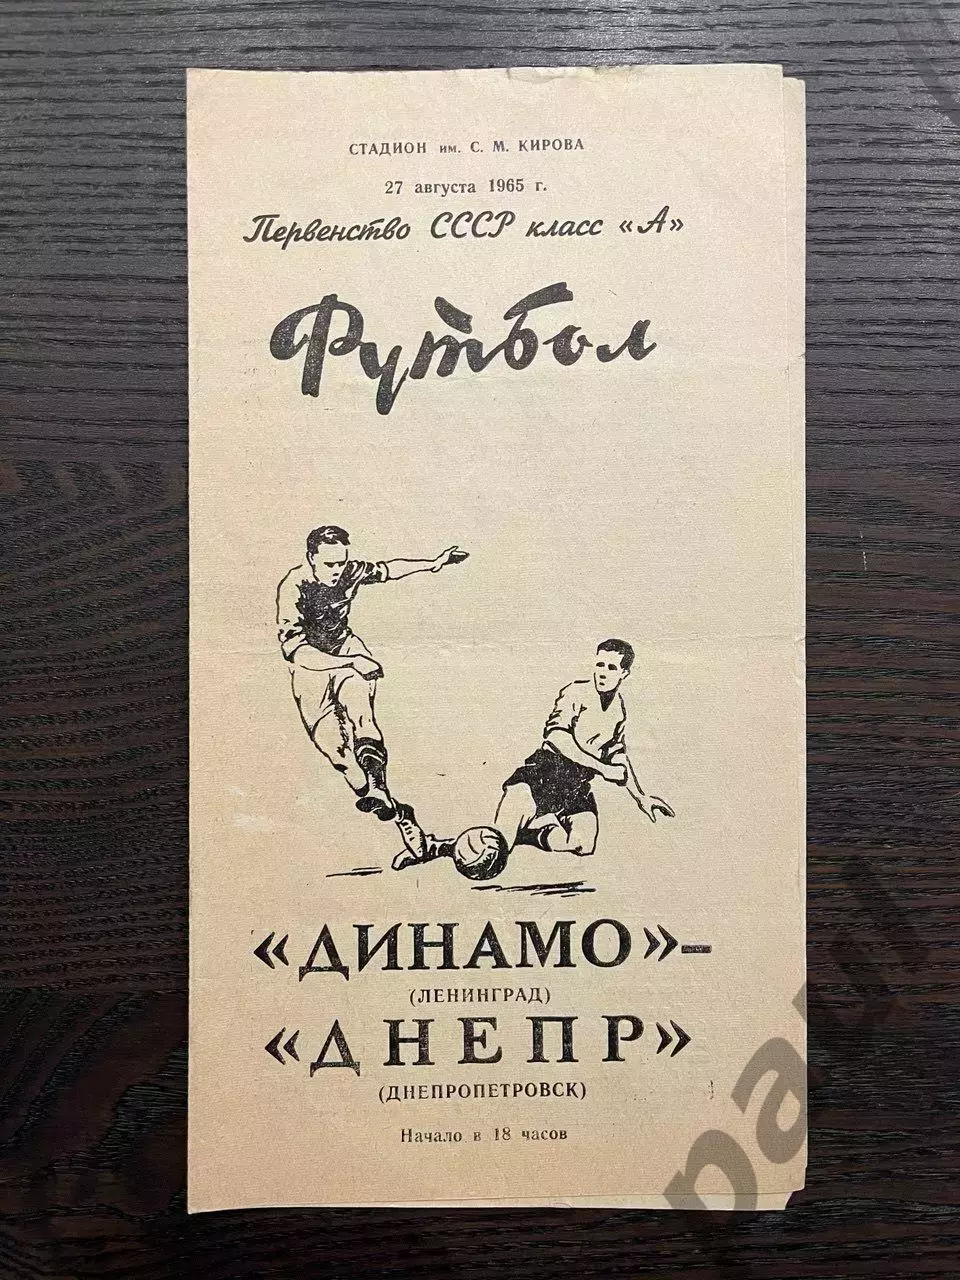 СТАДИОН им. С. М. КИРОВА
27 августа 1965 г.
Первенство СССР класс «А»
Футбол
«ДИНАМО»-
(ЛЕНИНГРАД)
«ДНЕПР»
(ДНЕПРОПЕТРОВСК)
Начало в 18 часов